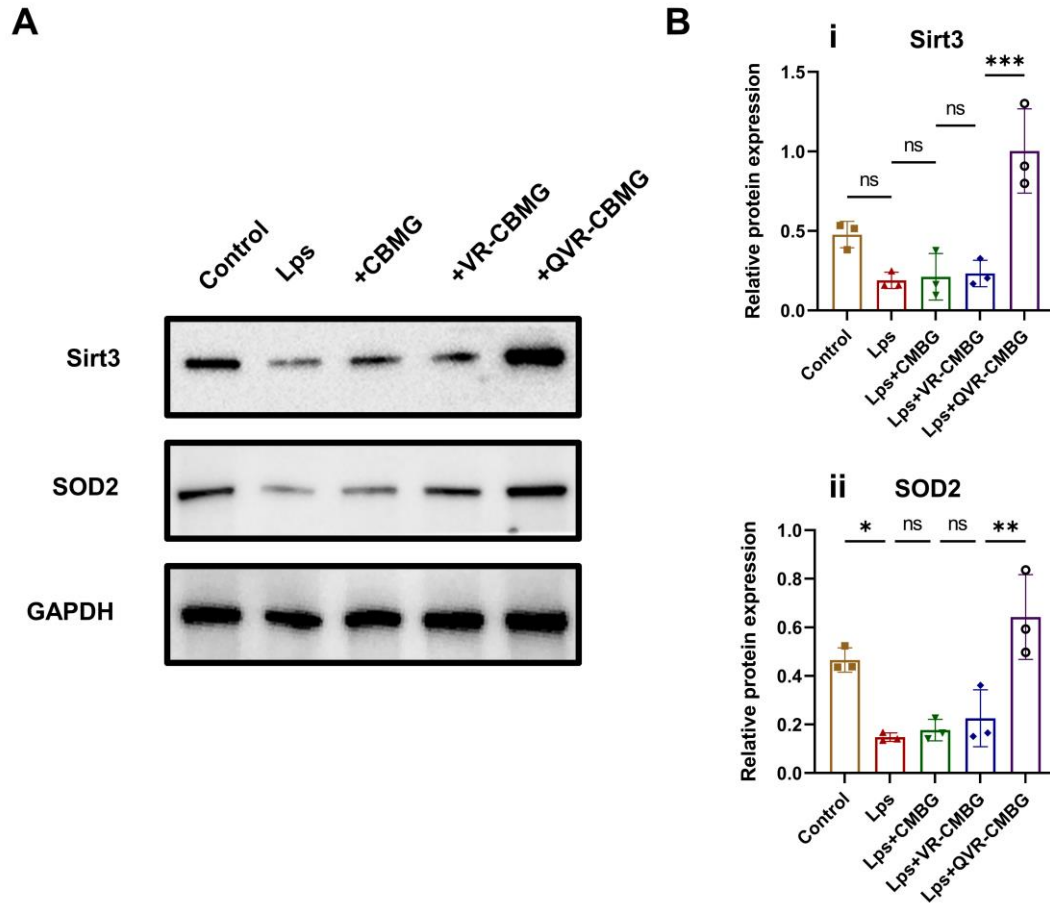 A
Control
Lps
+CBMG
+VR-CBMG
+QVR-CBMG
Sirt3
SOD2
GAPDH
B
i
Sirt3
Relative protein expression
1.5
1.0
0.5
0.0
ns
ns
ns
***
Control
Lps
Lps+CMBG
Lps+VR-CMBG
Lps+QVR-CMBG
ii
SOD2
Relative protein expression
1.0
0.8
0.6
0.4
0.2
0.0
*
ns
ns
**
Control
Lps
Lps+CMBG
Lps+VR-CMBG
Lps+QVR-CMBG